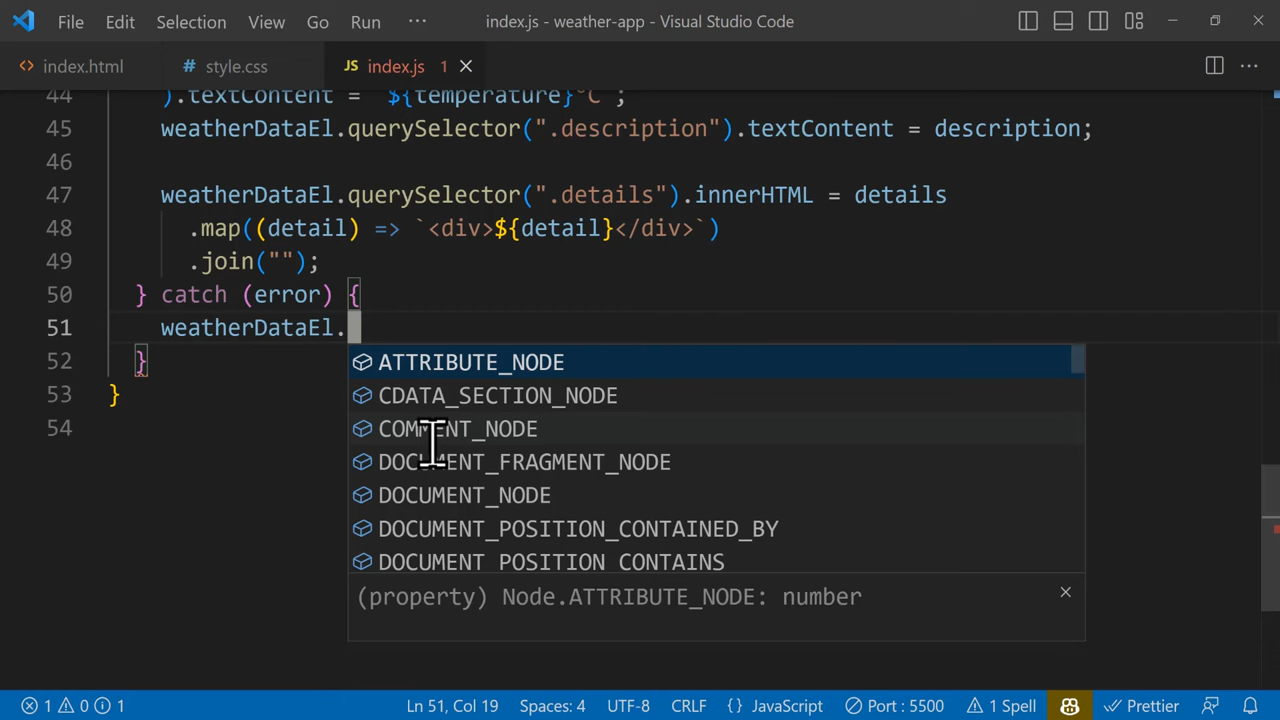 File Edit Selection View Go Run ··· index.js - weather-app - Visual Studio Code
<> index.html # style.css JS index.js 1
44 ).textContent = `${temperature}°C`;
45 weatherDataEl.querySelector(".description").textContent = description;
46
47 weatherDataEl.querySelector(".details").innerHTML = details
48 .map((detail) => `<div>${detail}</div>`)
49 .join("");
50 } catch (error) {
51 weatherDataEl.
52 }
53 }
54
ATTRIBUTE_NODE
CDATA_SECTION_NODE
COMMENT_NODE
DOCUMENT_FRAGMENT_NODE
DOCUMENT_NODE
DOCUMENT_POSITION_CONTAINED_BY
DOCUMENT_POSITION_CONTAINS
(property) Node.ATTRIBUTE_NODE: number
1 0 1 Ln 51, Col 19 Spaces: 4 UTF-8 CRLF {} JavaScript Port : 5500 1 Spell Prettier